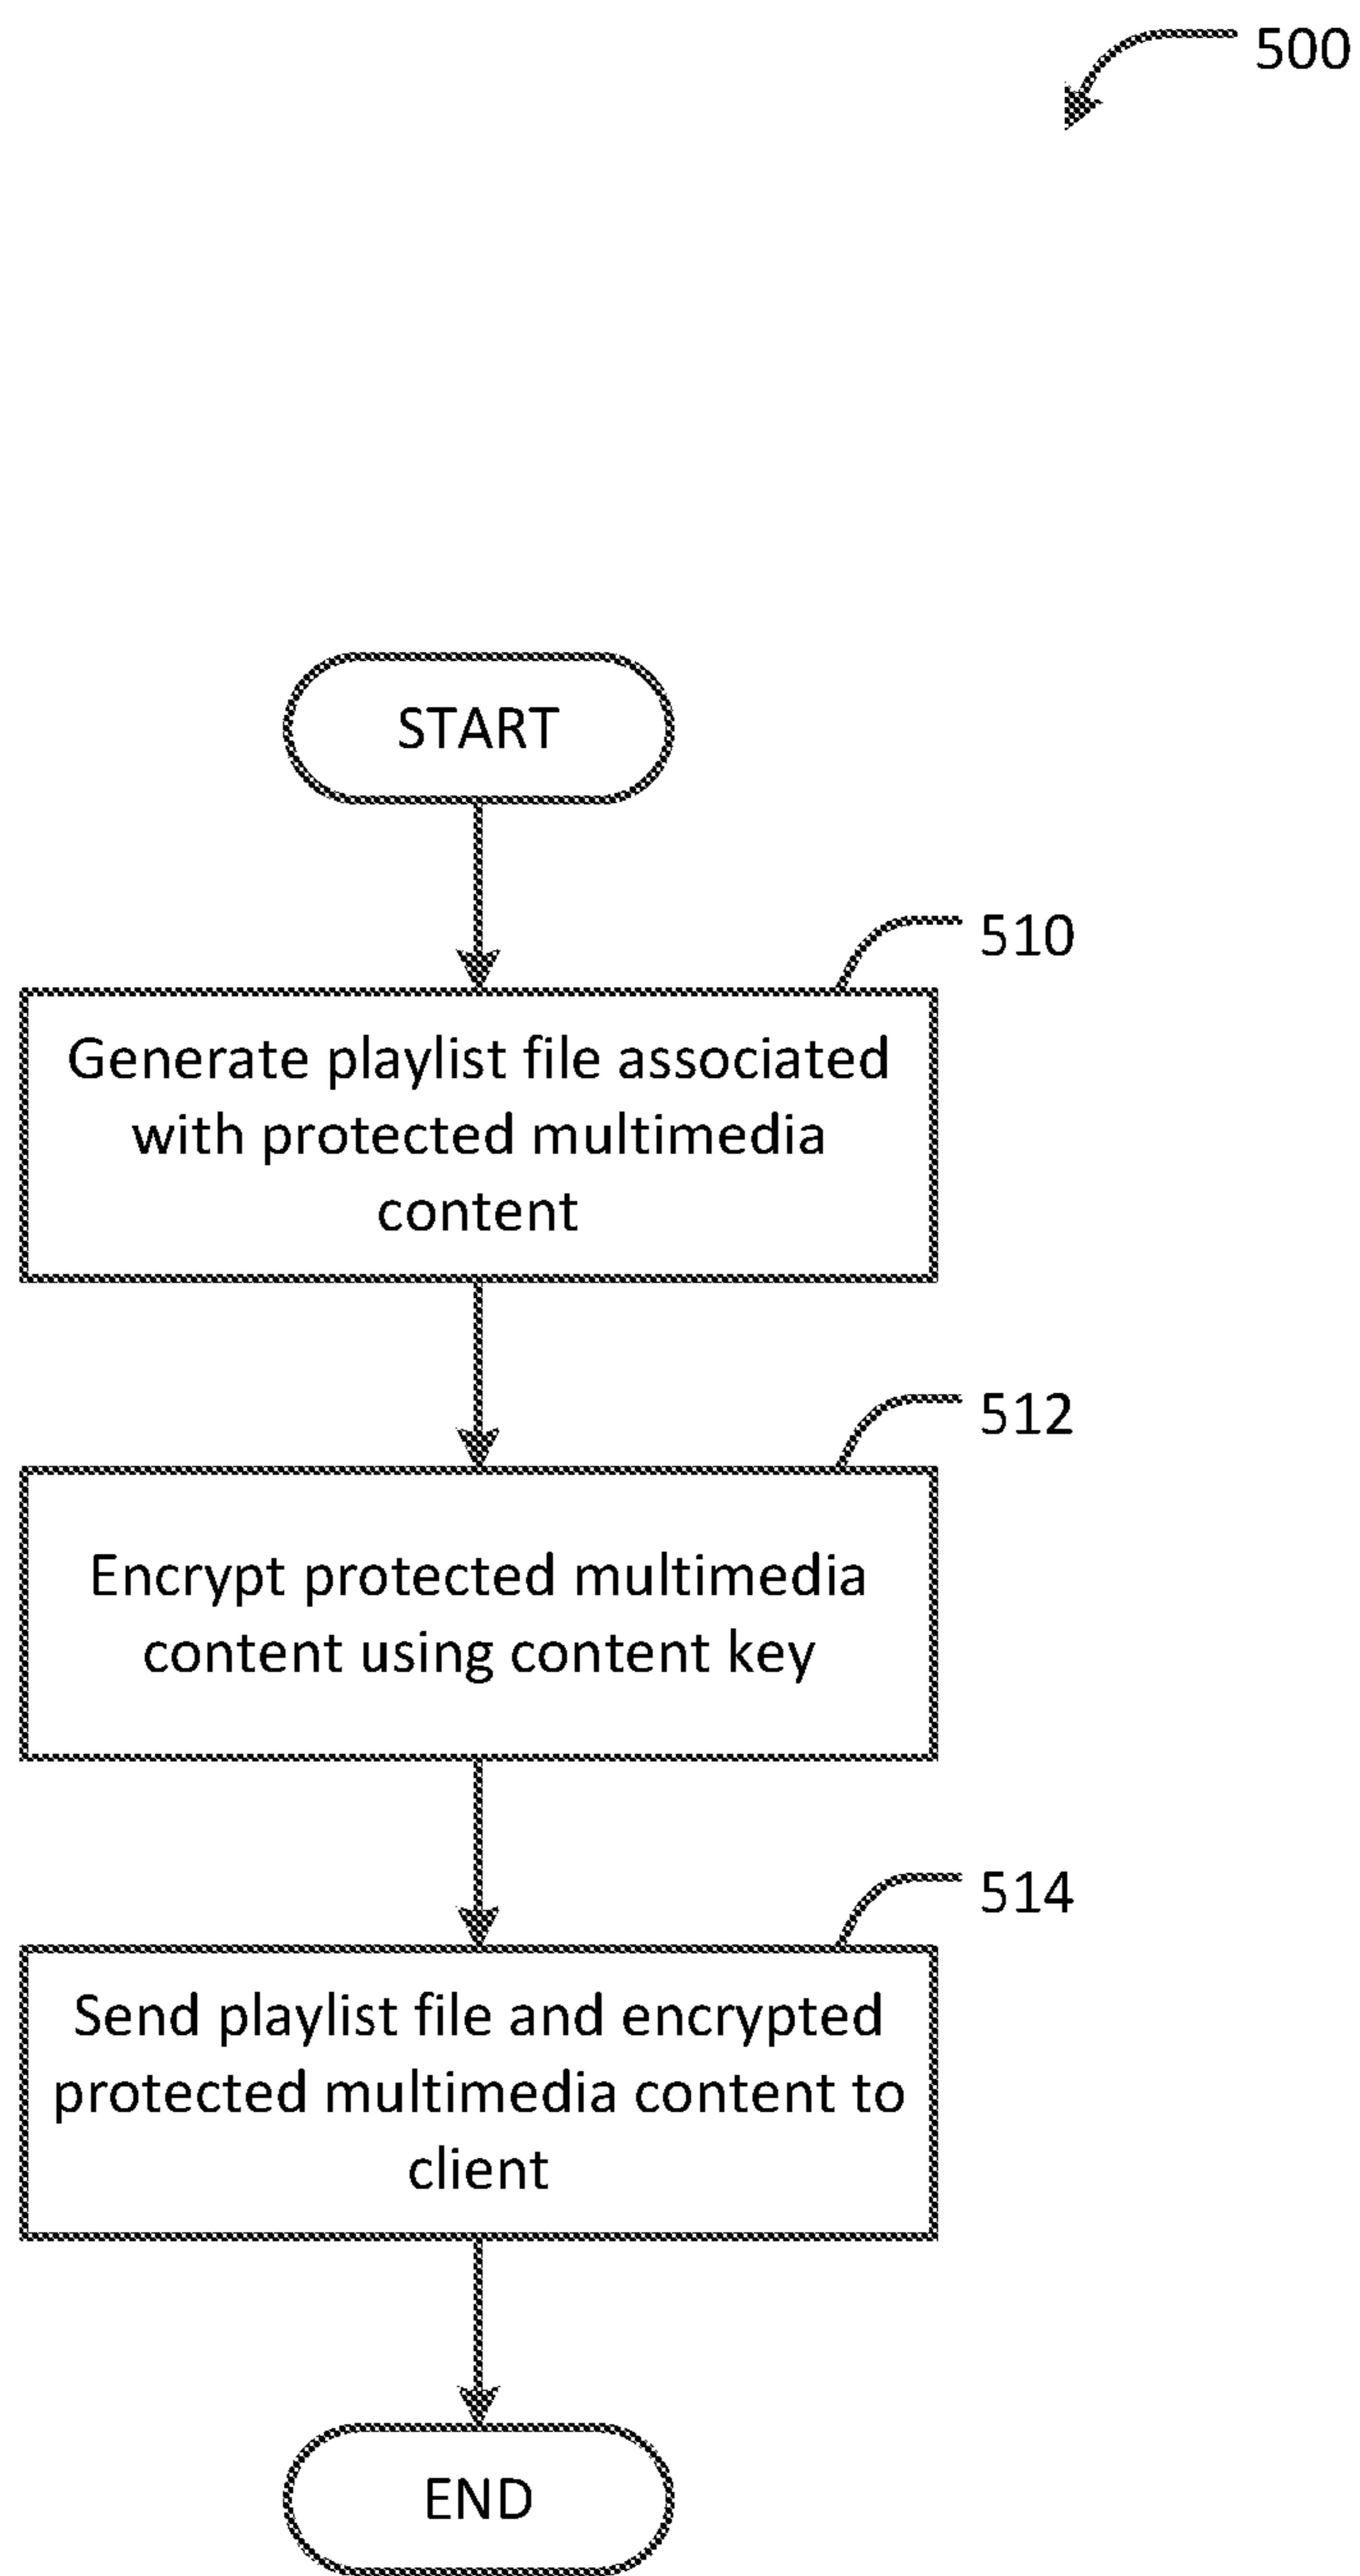 500
START
510
Generate playlist file associated
with protected multimedia
content
512
Encrypt protected multimedia
content using content key
514
Send playlist file and encrypted
protected multimedia content to
client
END